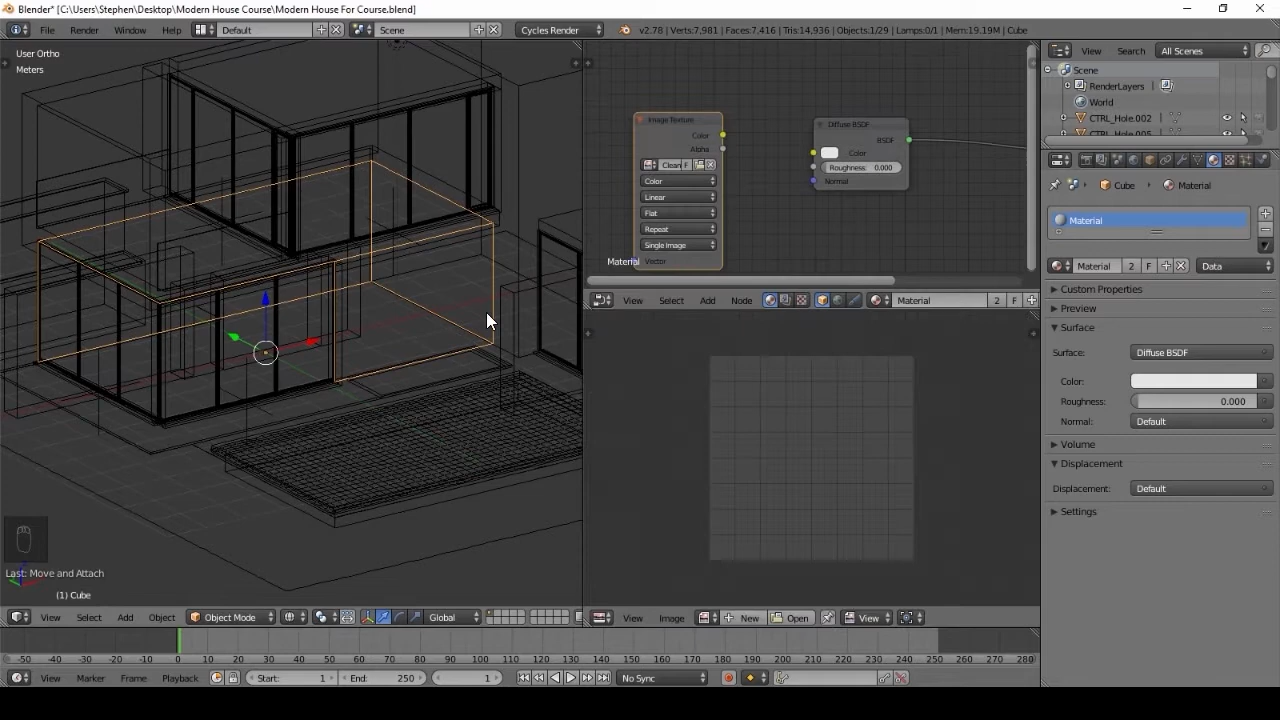 Blender* [C:\Users\Stephen\Desktop\Modern House Course\Modern House For Course.blend]
File Render Window Help Default Scene Cycles Render v2.78 | Verts:7,981 | Faces:7,416 | Tris:14,936 | Objects:1/29 | Lamps:0/1 | Mem:19.19M | Cube
View Search All Scenes
User Ortho
Meters
Scene
RenderLayers
World
CTRL_Hole.002
Image Texture
Color
Alpha
Clean F
Color
Linear
Flat
Repeat
Single Image
Vector
Material
Diffuse BSDF
BSDF
Color
Roughness: 0.000
Normal
Cube Material
Material
Material 2 F Data
Custom Properties
Preview
Surface
Surface: Diffuse BSDF
Color:
Roughness: 0.000
Normal: Default
Volume
Displacement
Displacement: Default
Settings
View Select Add Node Material 2 F
Last: Move and Attach
(1) Cube
View Select Add Object Object Mode Global
View Image New Open View
-50 -40 -30 -20 -10 0 10 20 30 40 50 60 70 80 90 100 110 120 130 140 150 160 170 180 190 200 210 220 230 240 250 260 270 280
View Marker Frame Playback Start: 1 End: 250 1 No Sync